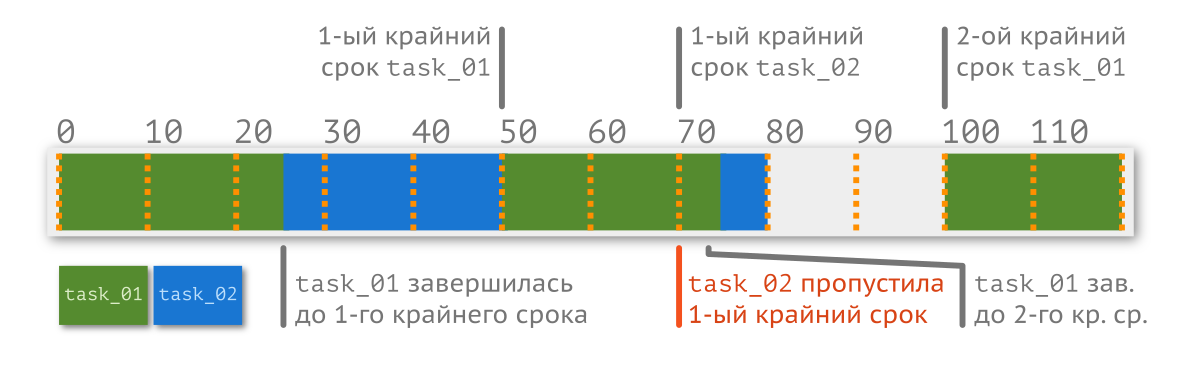 1-ый крайний
срок task_01
1-ый крайний
срок task_02
2-ой крайний
срок task_01
0 10 20 30 40 50 60 70 80 90 100 110
task_01
task_02
task_01 завершилась
до 1-го крайнего срока
task_02 пропустила
1-ый крайний срок
task_01 зав.
до 2-го кр. ср.